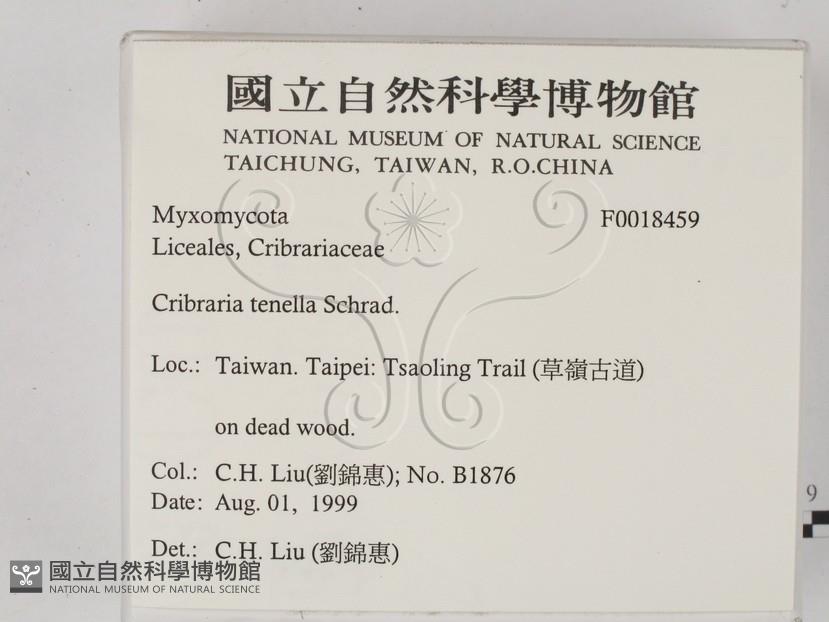 國立自然科學博物館
NATIONAL MUSEUM OF NATURAL SCIENCE
TAICHUNG, TAIWAN, R.O.CHINA
Myxomycota F0018459
Liceales, Cribrariaceae
Cribraria tenella Schrad.
Loc.: Taiwan. Taipei: Tsaoling Trail (草嶺古道)
on dead wood.
Col.: C.H. Liu(劉錦惠); No. B1876
Date: Aug. 01, 1999
Det.: C.H. Liu (劉錦惠)
9
國立自然科學博物館
NATIONAL MUSEUM OF NATURAL SCIENCE